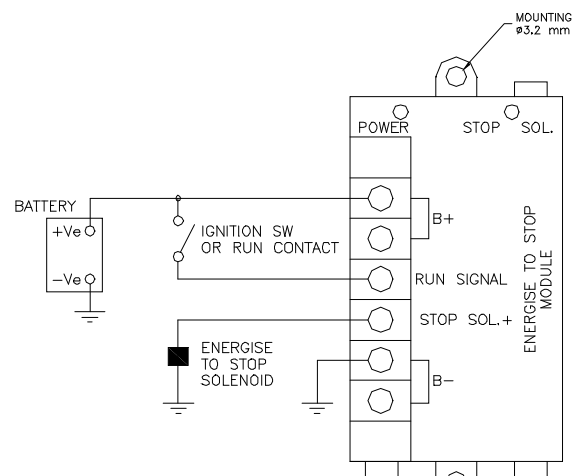 MOUNTING
ø3.2 mm
POWER
STOP SOL.
BATTERY
+Ve
-Ve
IGNITION SW
OR RUN CONTACT
B+
RUN SIGNAL
STOP SOL.+
ENERGISE
TO STOP
SOLENOID
B-
ENERGISE TO STOP
MODULE